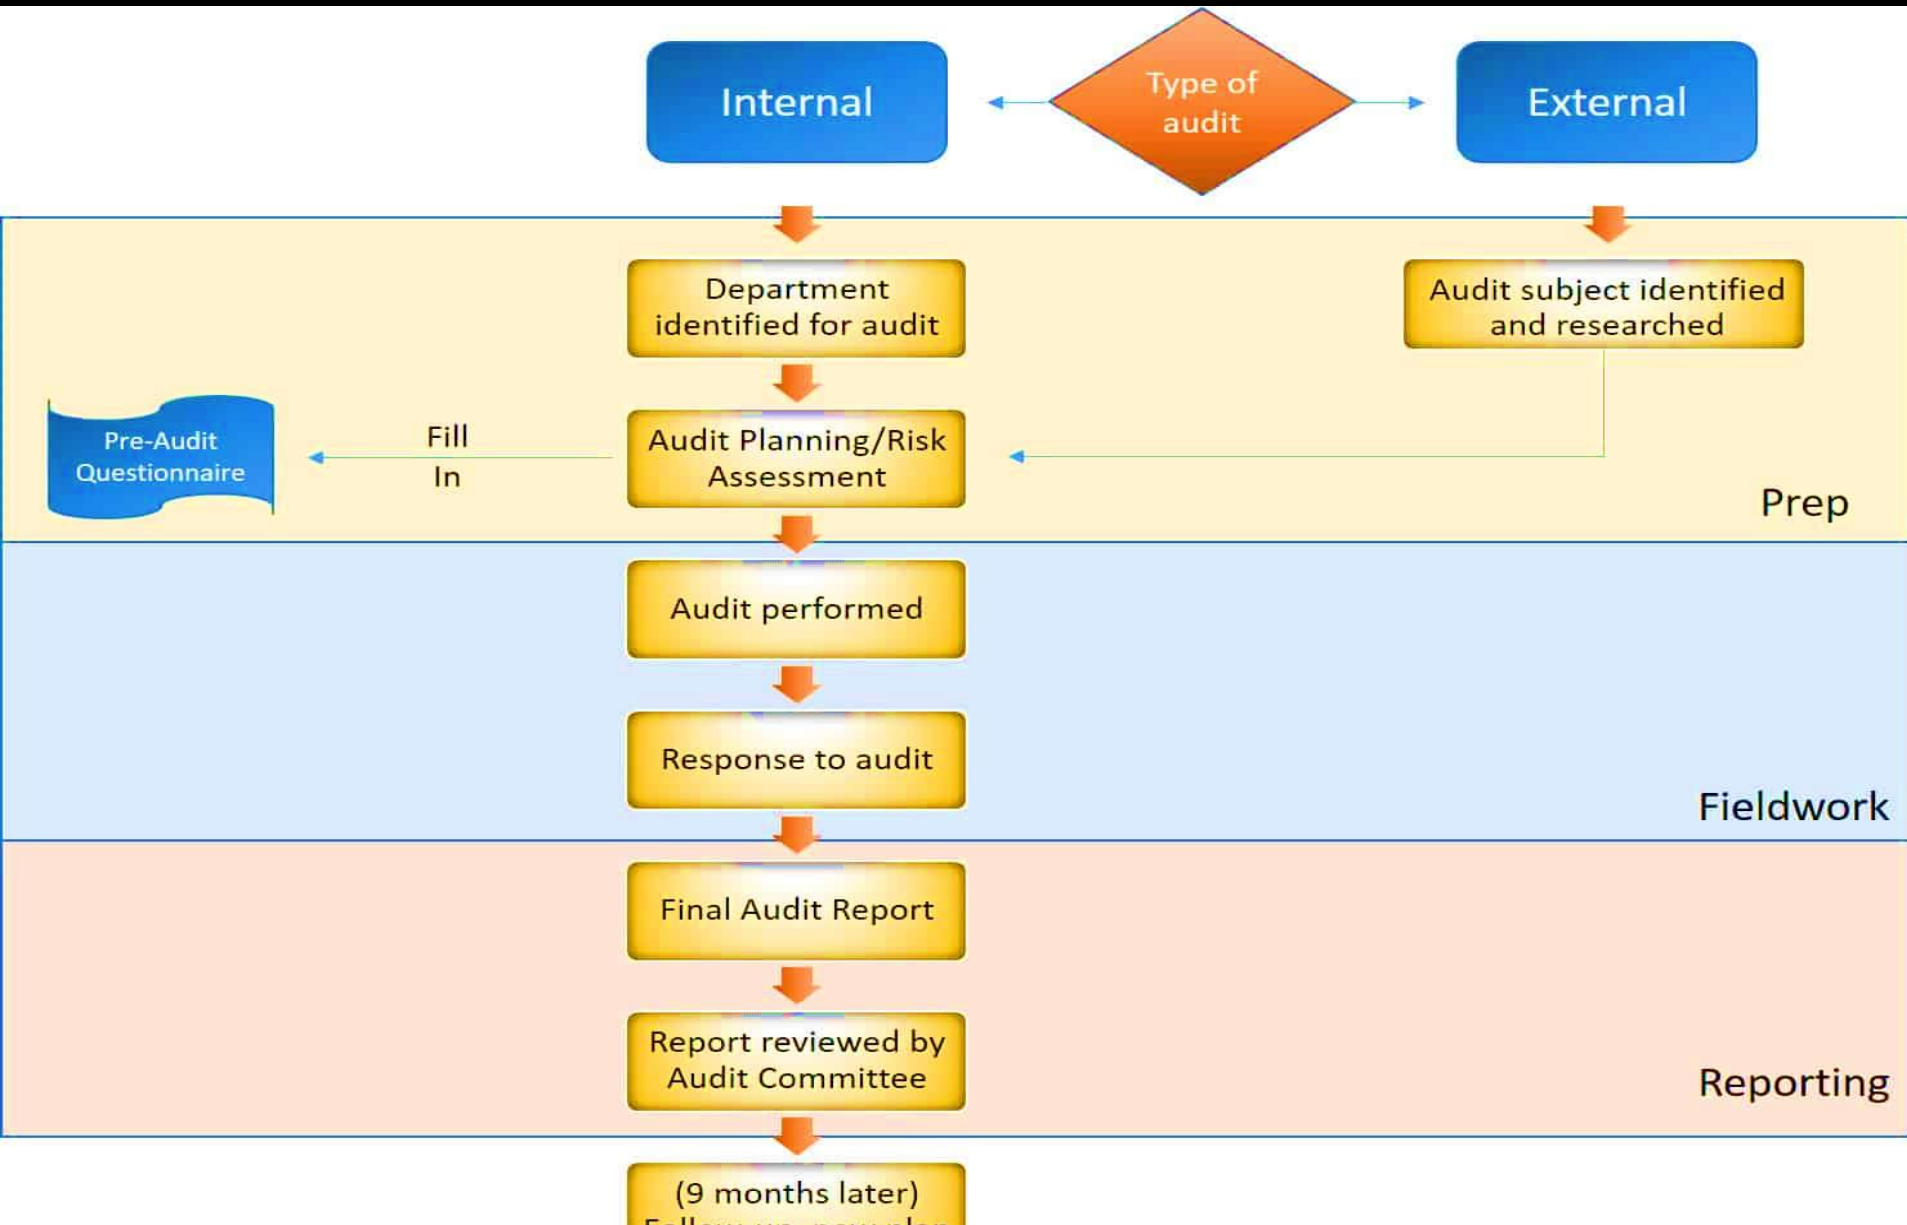 Internal
Type of
audit
External
Department
identified for audit
Audit subject identified
and researched
Pre-Audit
Questionnaire
Fill
In
Audit Planning/Risk
Assessment
Prep
Audit performed
Response to audit
Fieldwork
Final Audit Report
Report reviewed by
Audit Committee
Reporting
(9 months later)